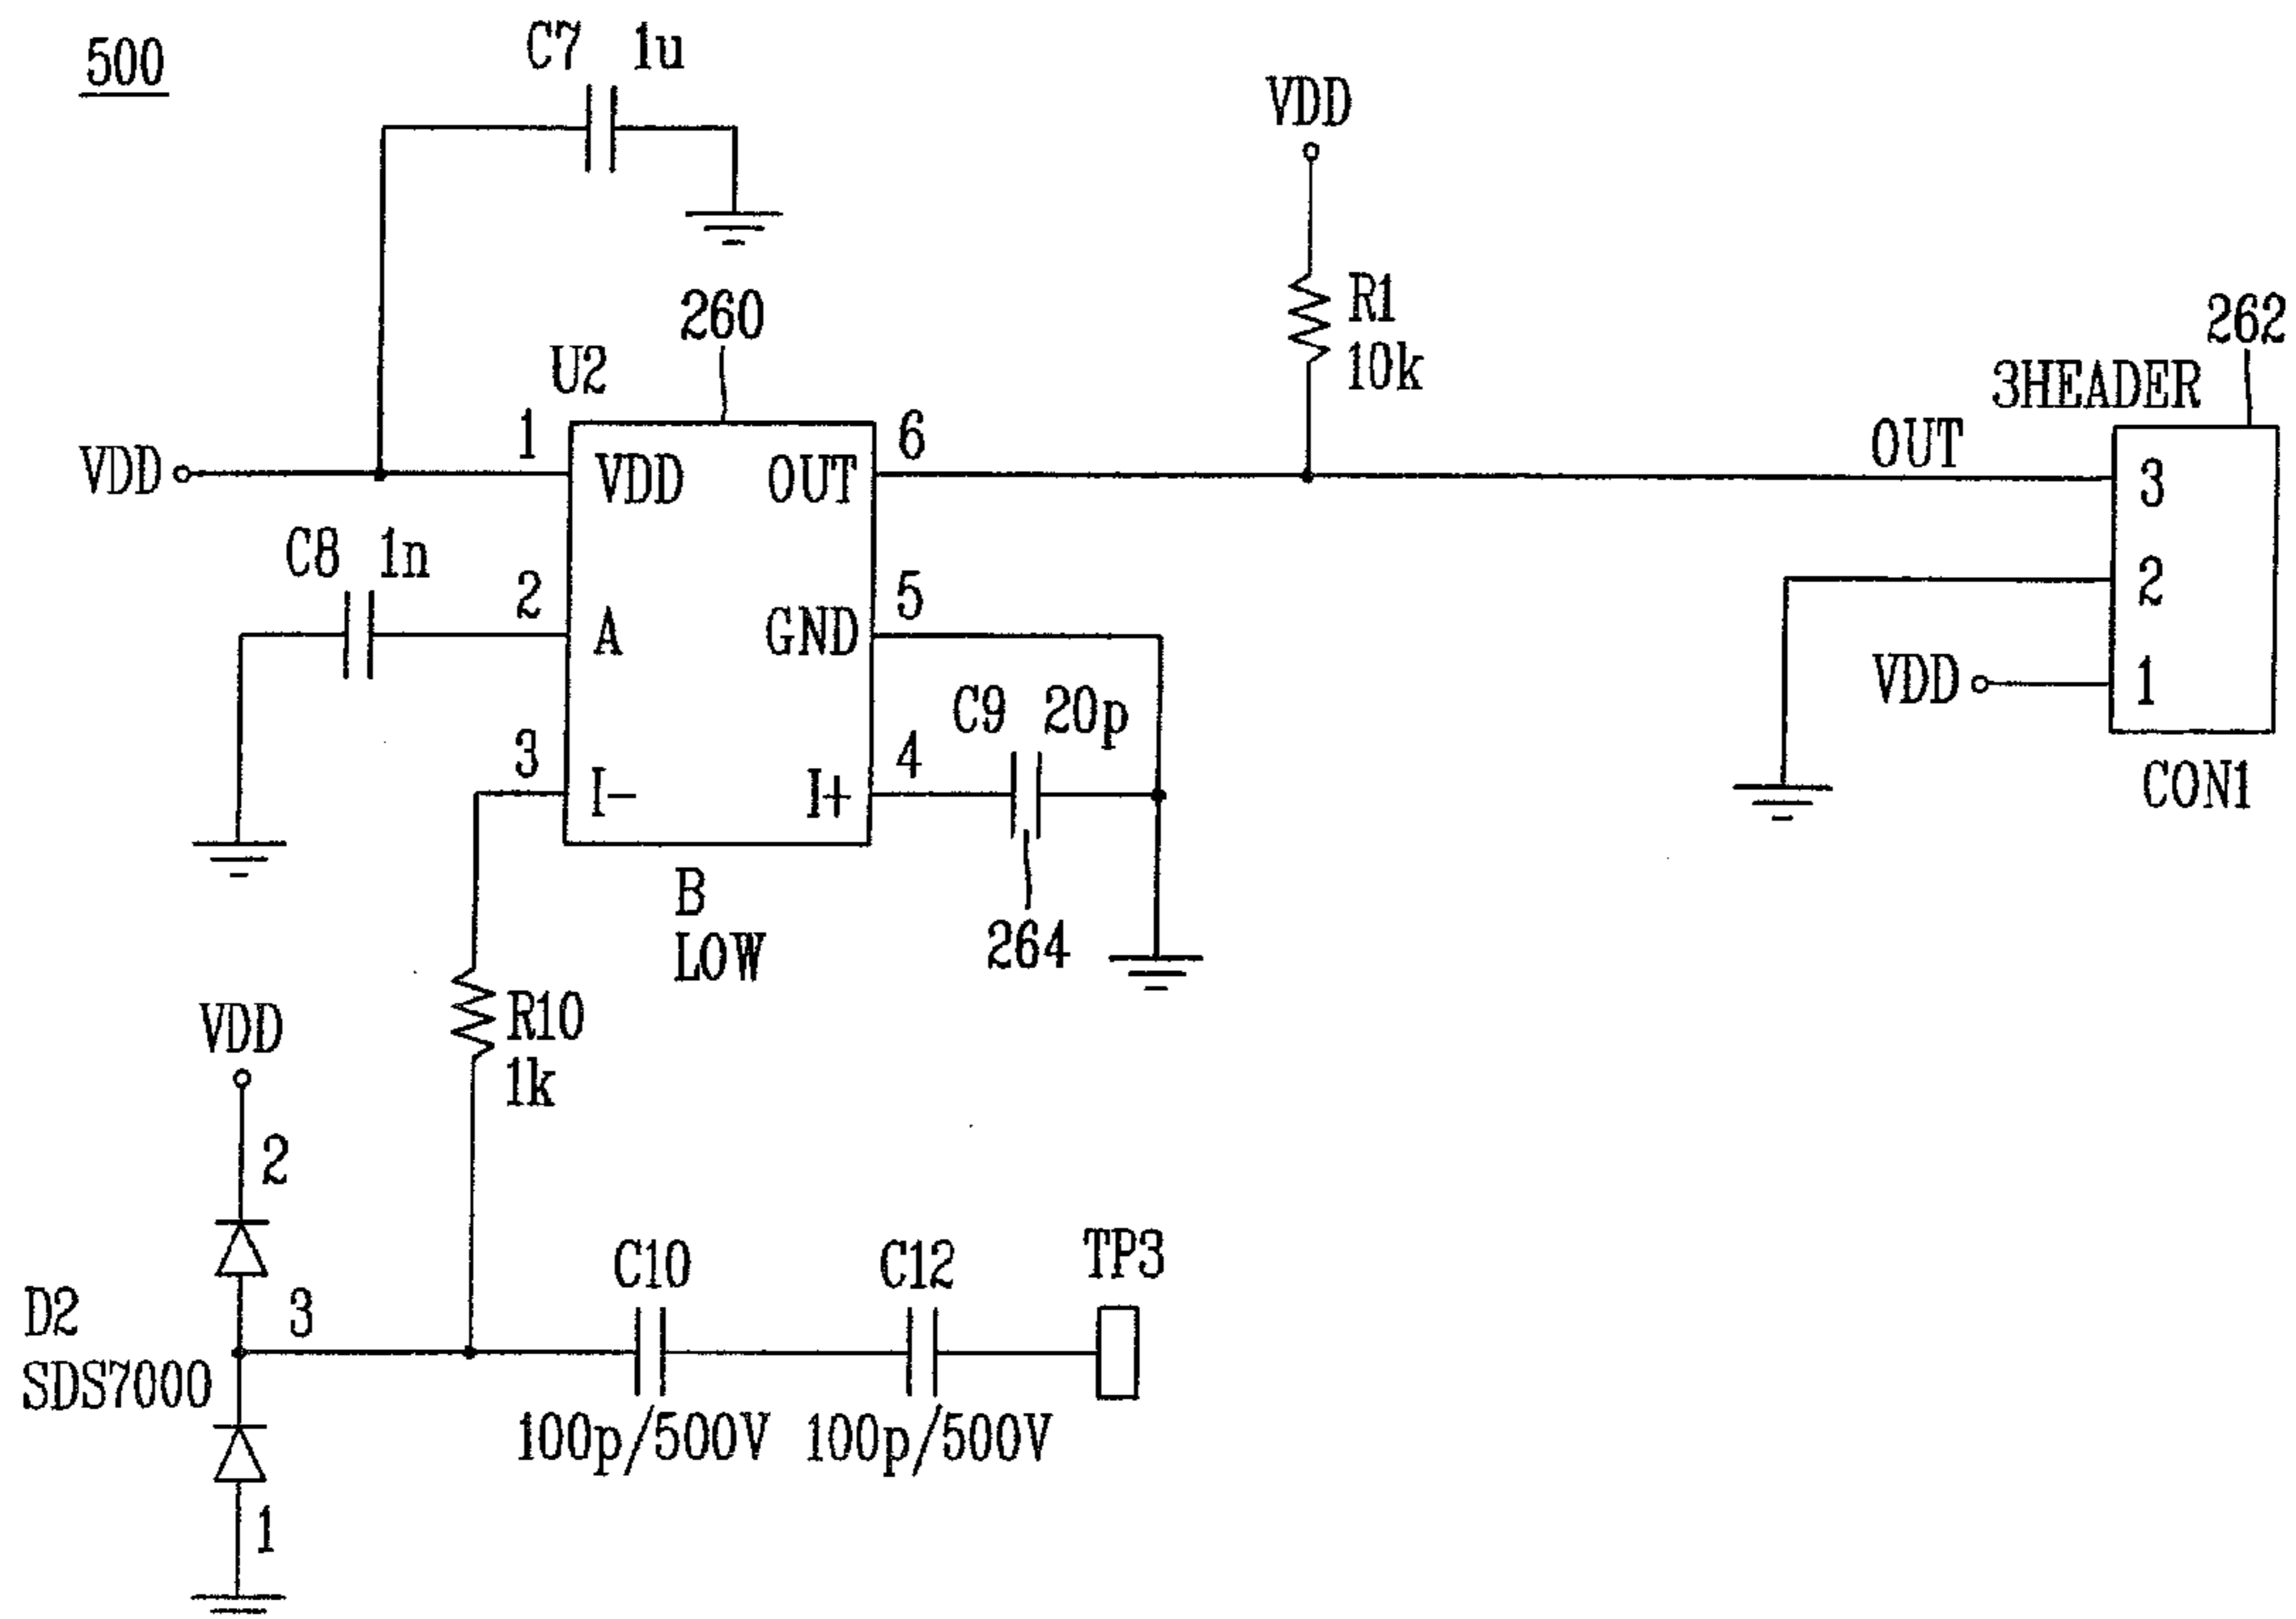 500
C7 1u
VDD
260
U2
R1
10k
262
3HEADER
1
6
OUT
VDD
VDD OUT
3
C8 1n
2
5
2
A GND
C9 20p
VDD
1
3
4
I- I+
CON1
B
LOW
264
VDD
R10
1k
2
C10
C12
TP3
D2
3
SDS7000
100p/500V
100p/500V
1